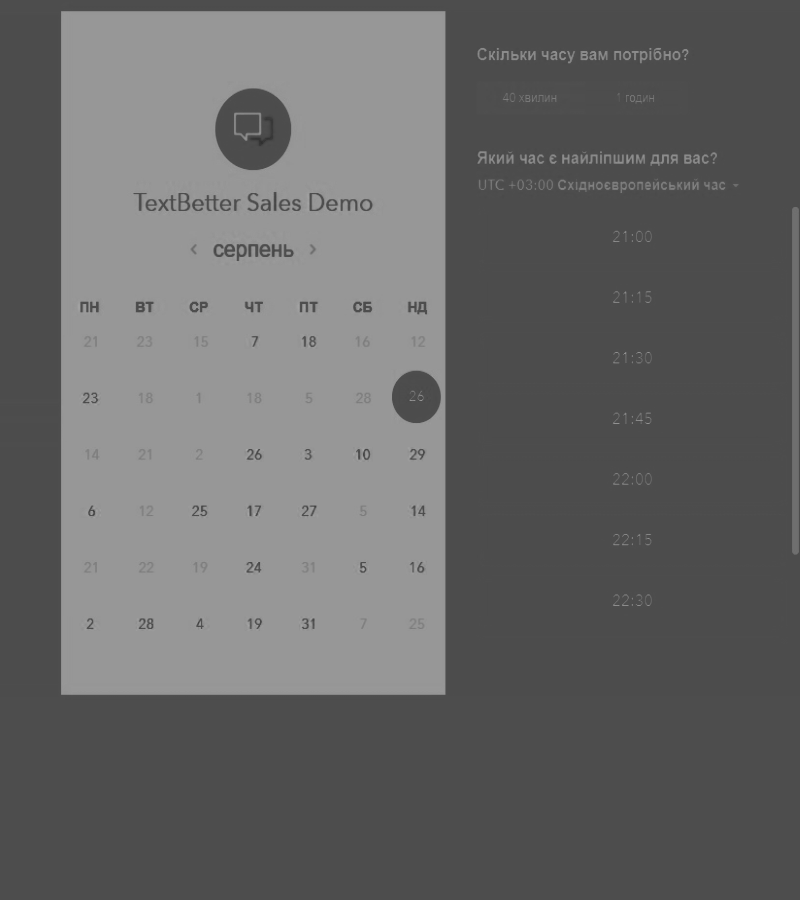 TextBetter Sales Demo
серпень
ПН ВТ СР ЧТ ПТ СБ НД
21 23 15 7 18 16 12
23 18 1 18 5 28 26
14 21 2 26 3 10 29
6 12 25 17 27 5 14
21 22 19 24 31 5 16
2 28 4 19 31 7 25
Скільки часу вам потрібно?
40 хвилин 1 годин
Який час є найліпшим для вас?
UTC +03:00 Східноєвропейський час
21:00
21:15
21:30
21:45
22:00
22:15
22:30